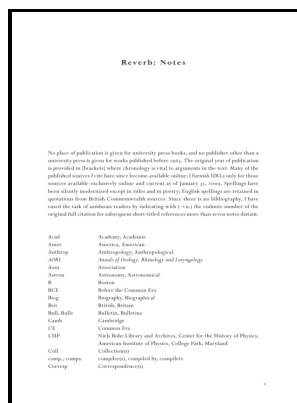 Reverb: Notes
No place of publication is given for university press books, and no publisher other than a
university press is given for works published before 1963. The original year of publication
is provided in [brackets] where chronology is vital to arguments in the text. Many of the
published sources I cite have since become available online; I furnish URLs only for those
sources available exclusively online and current as of January 31, 2009. Spellings have
been silently modernized except in titles and in poetry; English spellings are retained in
quotations from British Commonwealth sources. Since there is no bibliography, I have
eased the task of assiduous readers by indicating with (→n.) the endnote number of the
original full citation for subsequent short-titled references more than seven notes distant.
Acad Academy, Académie
Amer America, American
Anthrop Anthropology, Anthropological
AORL Annals of Otology, Rhinology and Laryngology
Assn Association
Astron Astronomy, Astronomical
B Boston
BCE Before the Common Era
Biog Biography, Biographical
Brit British, Britain
Bull, Bulls Bulletin, Bulletins
Camb Cambridge
CE Common Era
CHP Niels Bohr Library and Archives, Center for the History of Physics,
American Institute of Physics, College Park, Maryland
Coll Collection(s)
comp., comps. compiler(s), compiled by, compilers
Corresp Correspondence(s)